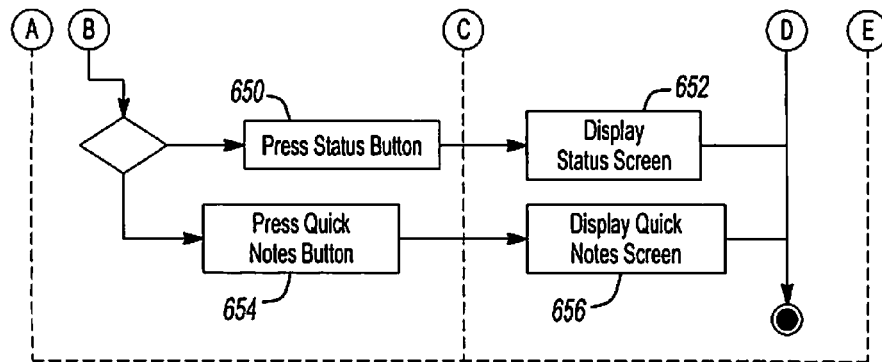 A B C D E
650
652
Press Status Button
Display
Status Screen
Press Quick
Notes Button
Display Quick
Notes Screen
654
656